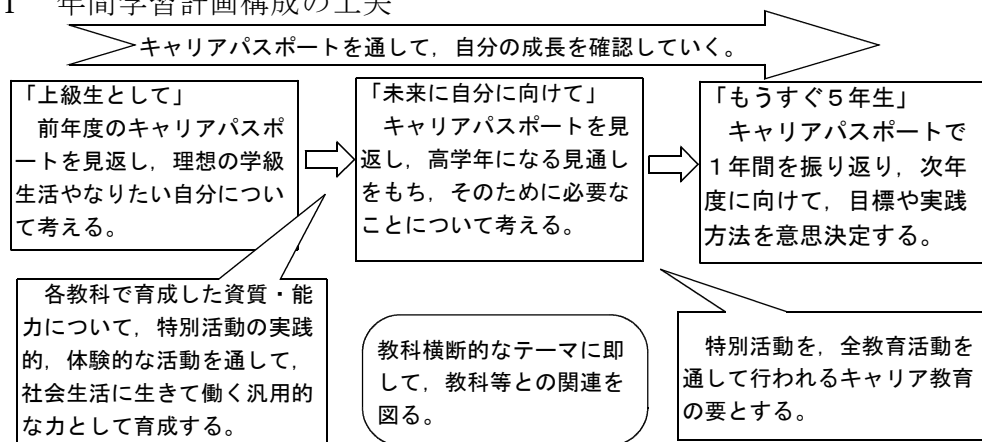 1 年間学習計画構成の工夫
キャリアパスポートを通して，自分の成長を確認していく。
「上級生として」
前年度のキャリアパスポ
ートを見返し，理想の学級
生活やなりたい自分につい
て考える。
「未来に自分に向けて」
キャリアパスポートを見
返し，高学年になる見通し
をもち，そのために必要な
ことについて考える。
「もうすぐ５年生」
キャリアパスポートで
１年間を振り返り，次年
度に向けて，目標や実践
方法を意思決定する。
各教科で育成した資質・能
力について，特別活動の実践
的，体験的な活動を通して，
社会生活に生きて働く汎用的
な力として育成する。
教科横断的なテーマに即
して，教科等との関連を
図る。
特別活動を，全教育活動を
通して行われるキャリア教育
の要とする。